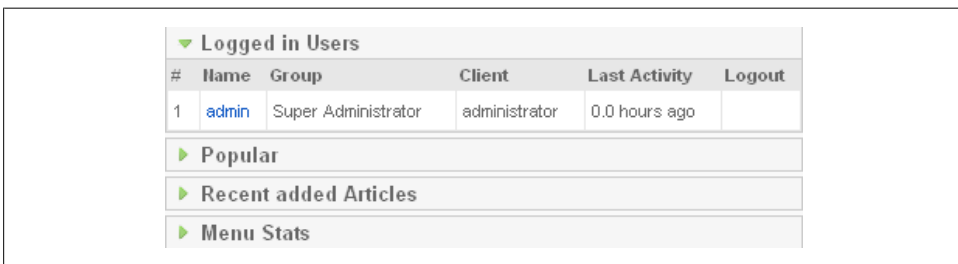 Logged in Users
# Name Group Client Last Activity Logout
1 admin Super Administrator administrator 0.0 hours ago
Popular
Recent added Articles
Menu Stats